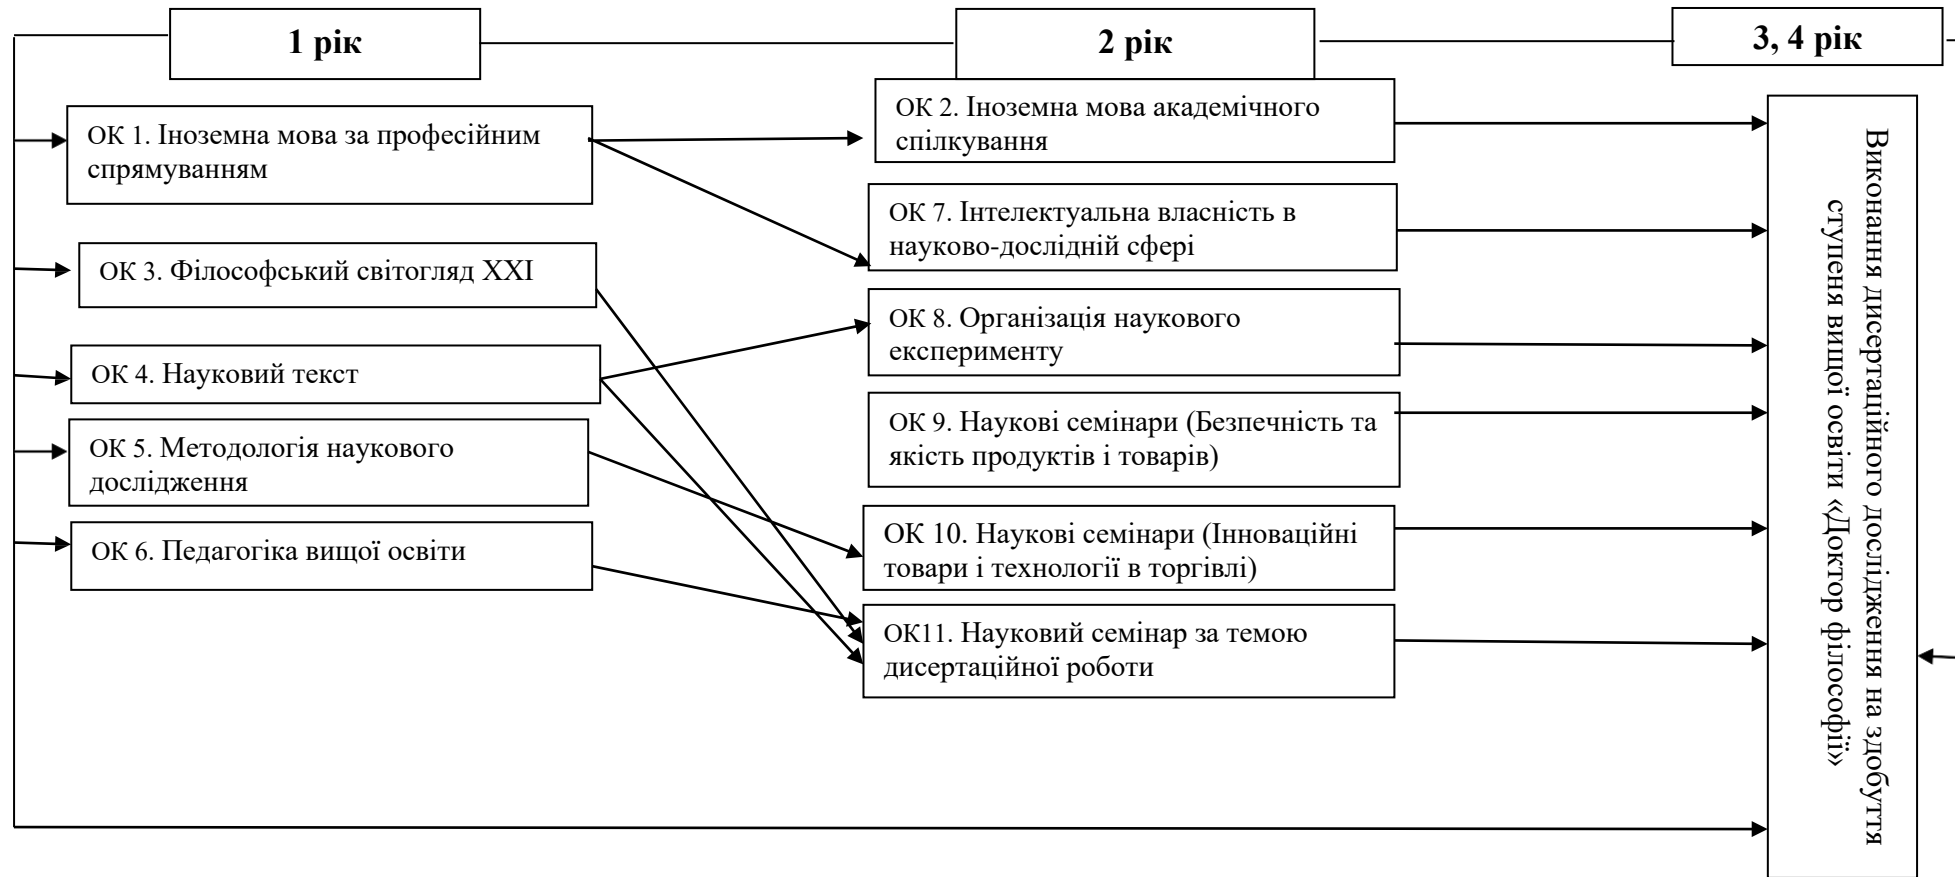 1 рік
2 рік
3, 4 рік
ОК 1. Іноземна мова за професійним
спрямуванням
ОК 3. Філософський світогляд ХХІ
ОК 4. Науковий текст
ОК 5. Методологія наукового
дослідження
ОК 6. Педагогіка вищої освіти
ОК 2. Іноземна мова академічного
спілкування
ОК 7. Інтелектуальна власність в
науково-дослідній сфері
ОК 8. Організація наукового
експерименту
ОК 9. Наукові семінари (Безпечність та
якість продуктів і товарів)
ОК 10. Наукові семінари (Інноваційні
товари і технології в торгівлі)
ОК11. Науковий семінар за темою
дисертаційної роботи
Виконання дисертаційного дослідження на здобуття
ступеня вищої освіти «Доктор філософії»